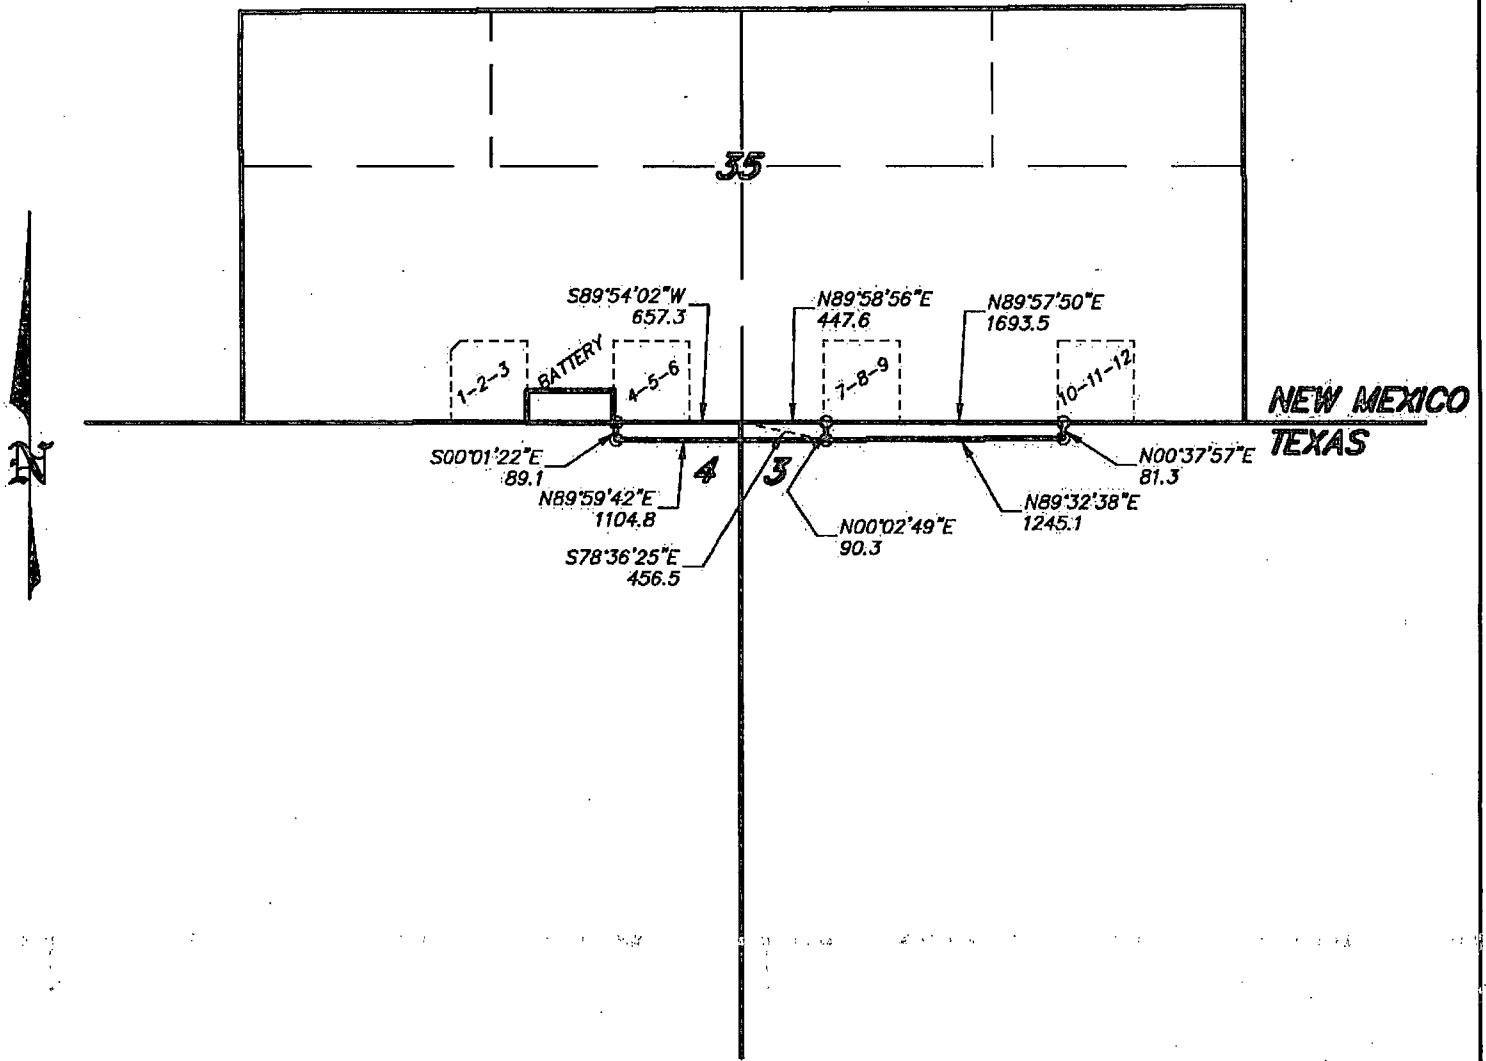 35
S89°54'02"W
657.3
N89°58'56"E
447.6
N89°57'50"E
1693.5
1-2-3
BATTERY
4-5-6
7-8-9
10-11-12
NEW MEXICO
TEXAS
N
S00°01'22"E
89.1
4
3
N00°37'57"E
81.3
N89°59'42"E
1104.8
N89°32'38"E
1245.1
N00°02'49"E
90.3
S78°36'25"E
456.5